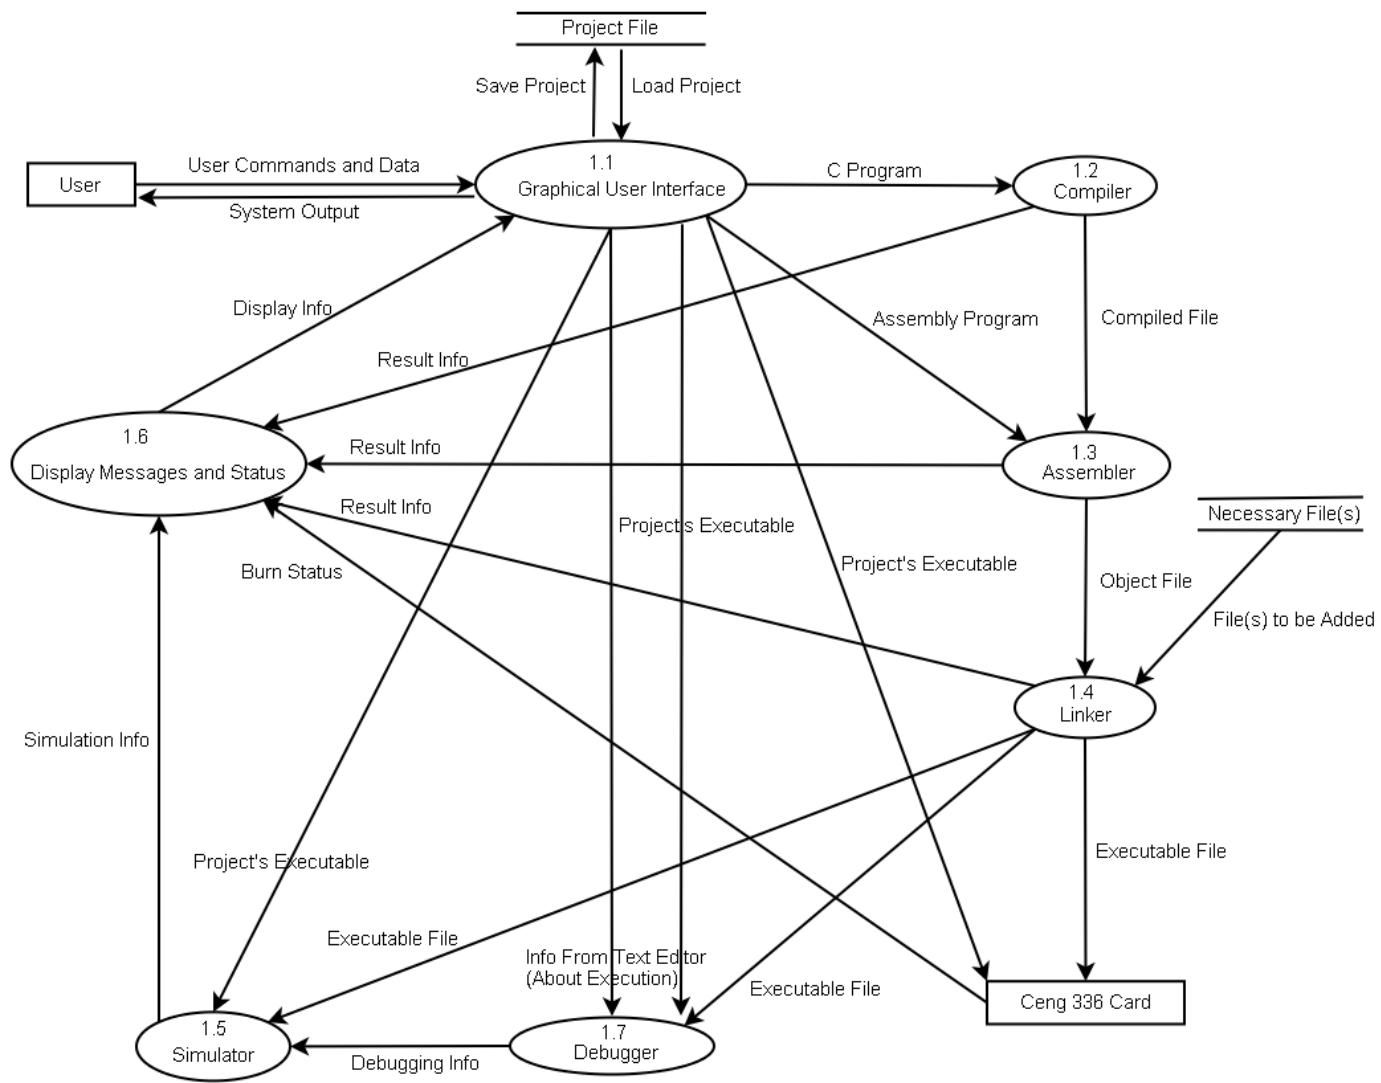 Project File
Save Project
Load Project
User Commands and Data
User
System Output
1.1
Graphical User Interface
C Program
1.2
Compiler
Display Info
Assembly Program
Compiled File
Result Info
1.6
Display Messages and Status
Result Info
1.3
Assembler
Result Info
Necessary File(s)
Project's Executable
Burn Status
Project's Executable
Object File
File(s) to be Added
1.4
Linker
Simulation Info
Project's Executable
Executable File
Executable File
Info From Text Editor
(About Execution)
Executable File
Ceng 336 Card
1.5
Simulator
Debugging Info
1.7
Debugger